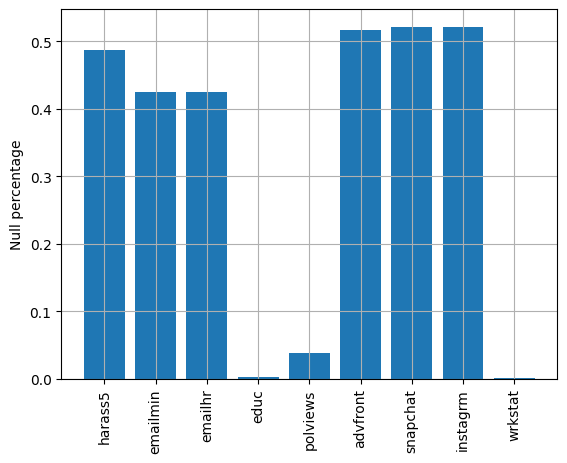 Null percentage
0.5
0.4
0.3
0.2
0.1
0.0
harass5
emailmin
emailhr
educ
polviews
advfront
snapchat
instagrm
wrkstat